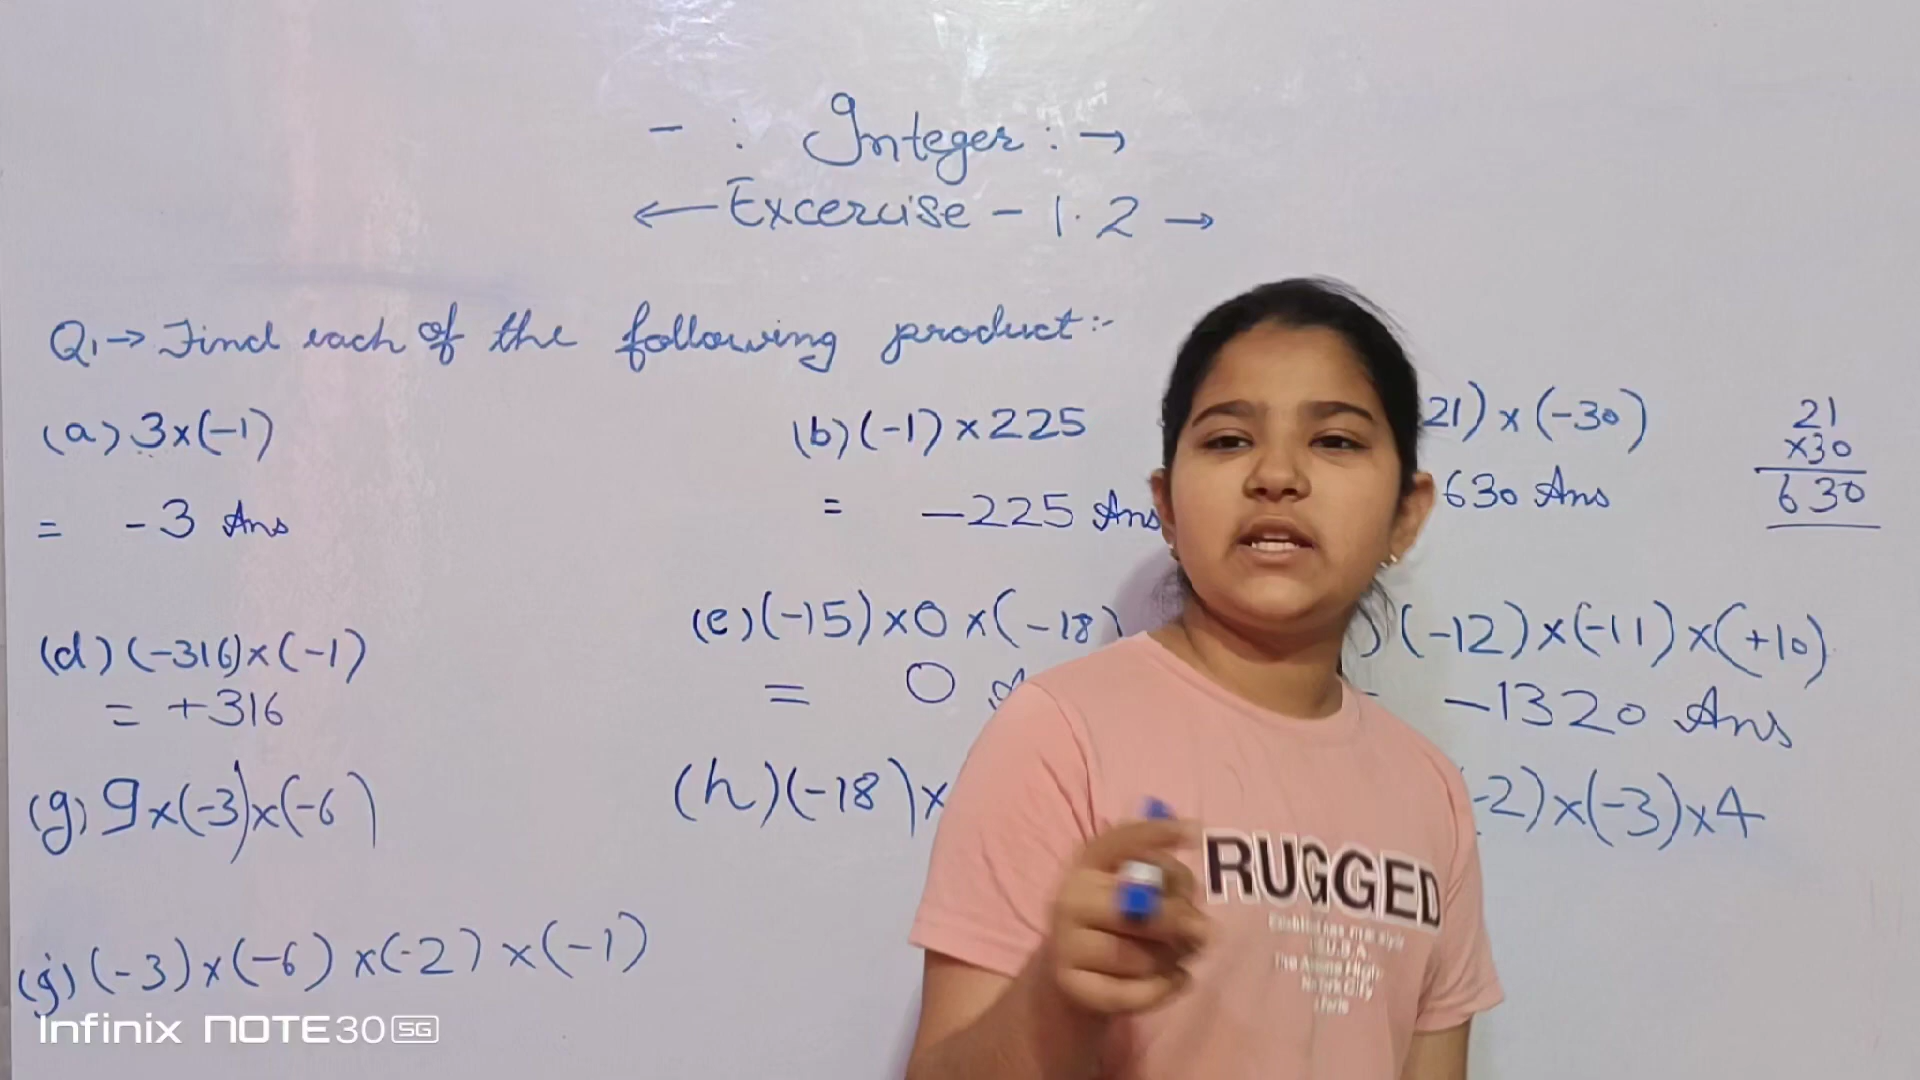 - : Integer : →
← Excercise - 1.2 →
Q1→ Find each of the following product :-
(a) 3×(-1)
= -3 Ans
(b) (-1) × 225
= -225 Ans
21) × (-30)
630 Ans
21
×30
630
(d) (-316)×(-1)
= +316
(e) (-15)×0×(-18)
= 0
) (-12)×(-11)×(+10)
-1320 Ans
(g) 9×(-3)×(-6)
(h) (-18)×
-2)×(-3)×4
(j) (-3)×(-6)×(-2)×(-1)
RUGGED
U.S.A.
Infinix NOTE 30 5G